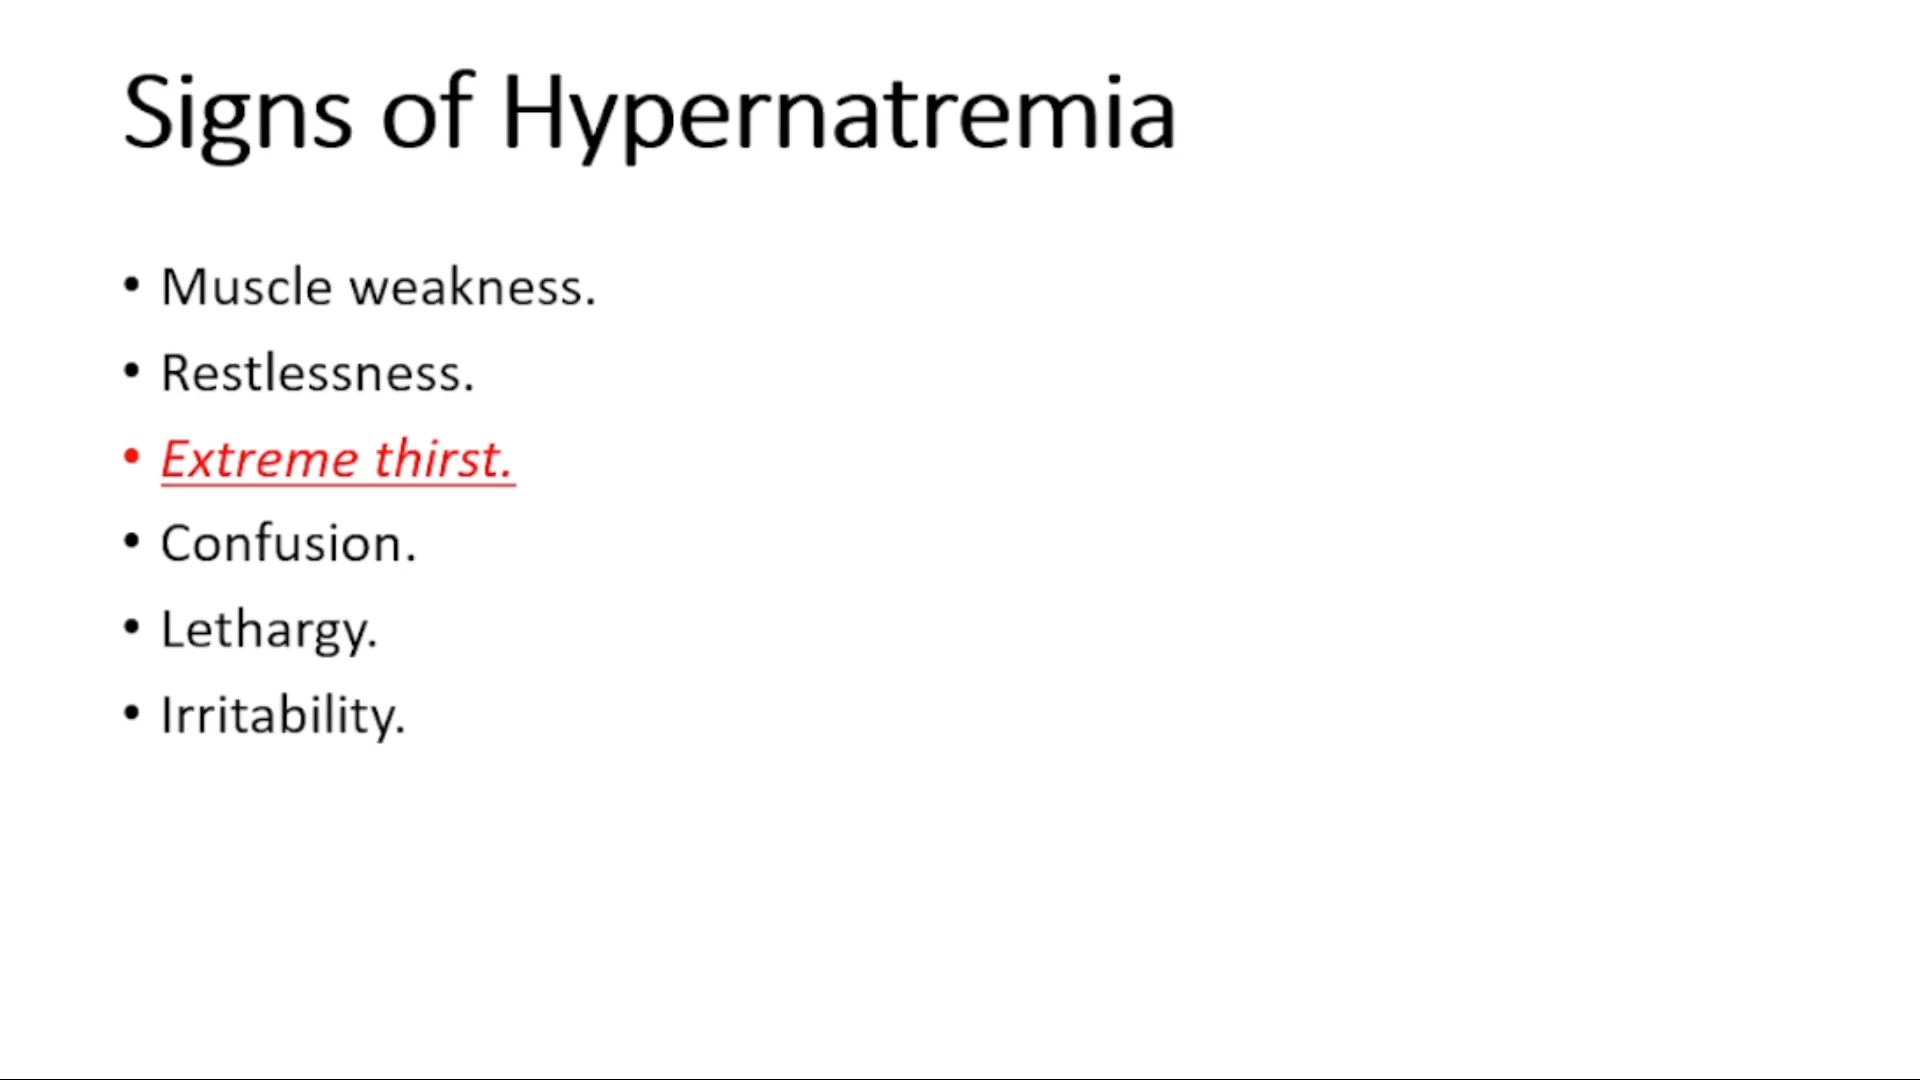 Signs of Hypernatremia
• Muscle weakness.
• Restlessness.
• Extreme thirst.
• Confusion.
• Lethargy.
• Irritability.